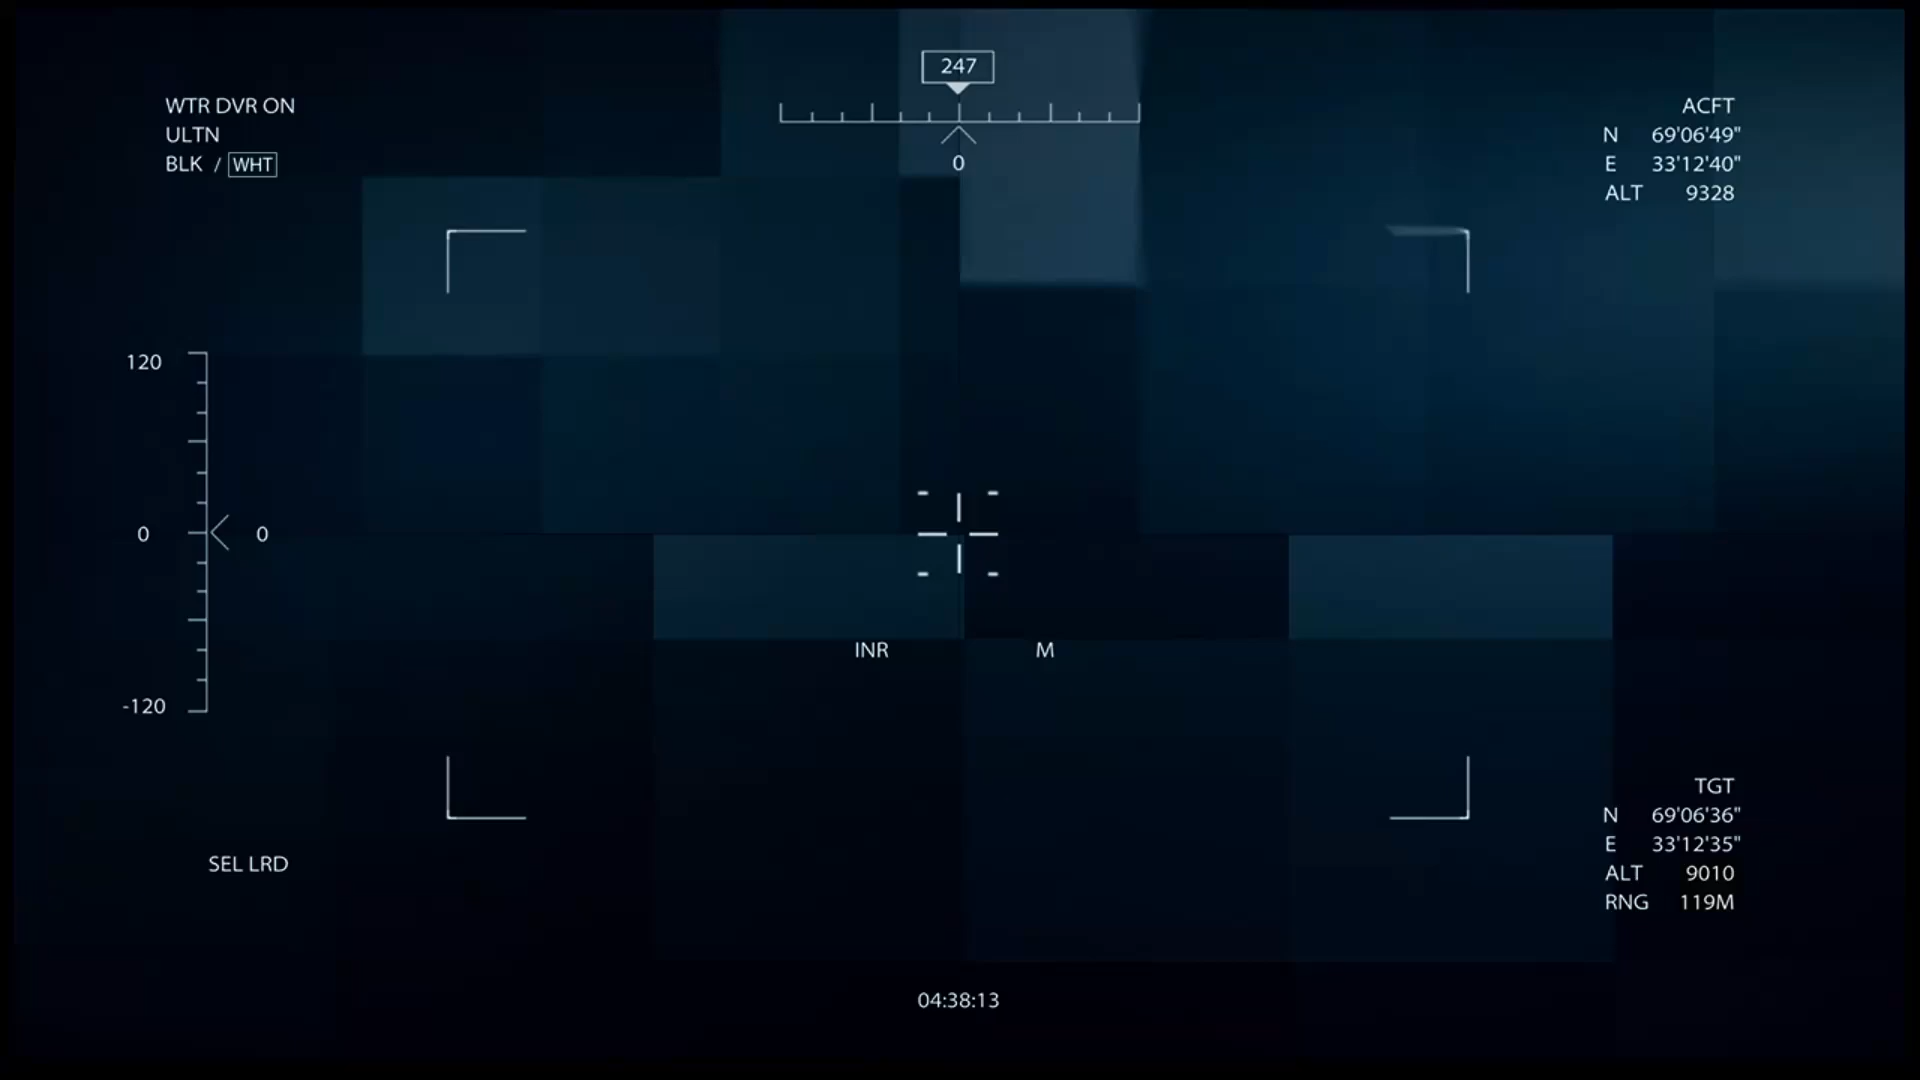 247
WTR DVR ON
ULTN
BLK / WHT
0
ACFT
N 69'06'49"
E 33'12'40"
ALT 9328
120
0 0
-120
INR M
TGT
N 69'06'36"
E 33'12'35"
ALT 9010
RNG 119M
SEL LRD
04:38:13